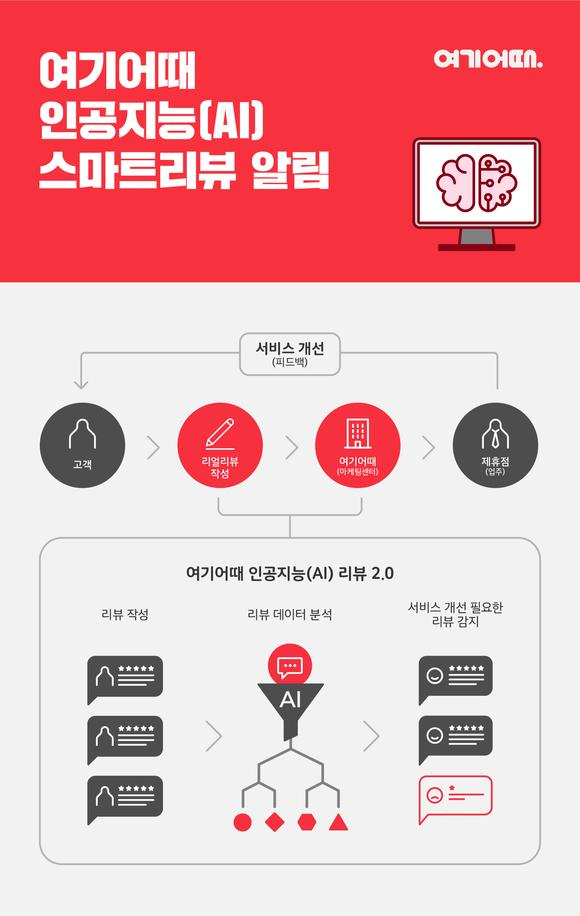 여기어때
인공지능(AI)
스마트리뷰 알림
여기어때.
서비스 개선
(피드백)
고객
리얼리뷰
작성
여기어때
(마케팅센터)
제휴점
(업주)
여기어때 인공지능(AI) 리뷰 2.0
리뷰 작성
리뷰 데이터 분석
서비스 개선 필요한
리뷰 감지
AI